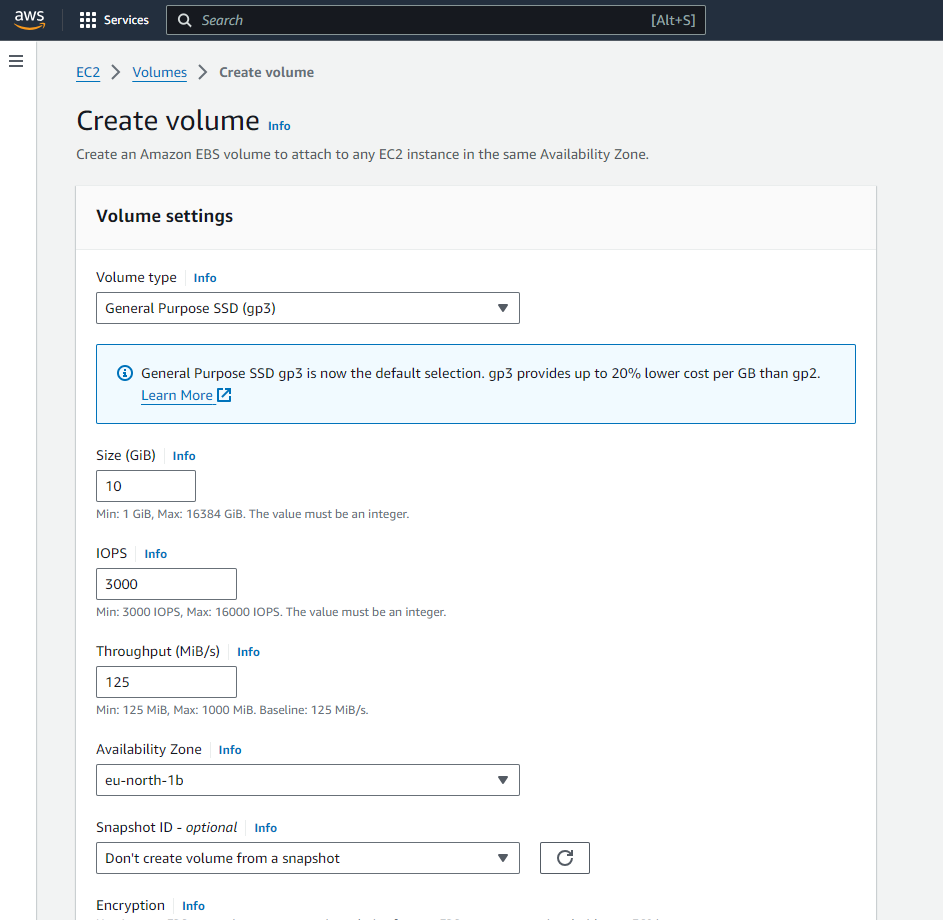 aws Services Search [Alt+S]
EC2 > Volumes > Create volume
Create volume Info
Create an Amazon EBS volume to attach to any EC2 instance in the same Availability Zone.
Volume settings
Volume type Info
General Purpose SSD (gp3)
General Purpose SSD gp3 is now the default selection. gp3 provides up to 20% lower cost per GB than gp2.
Learn More
Size (GiB) Info
10
Min: 1 GiB, Max: 16384 GiB. The value must be an integer.
IOPS Info
3000
Min: 3000 IOPS, Max: 16000 IOPS. The value must be an integer.
Throughput (MiB/s) Info
125
Min: 125 MiB, Max: 1000 MiB. Baseline: 125 MiB/s.
Availability Zone Info
eu-north-1b
Snapshot ID - optional Info
Don't create volume from a snapshot
Encryption Info